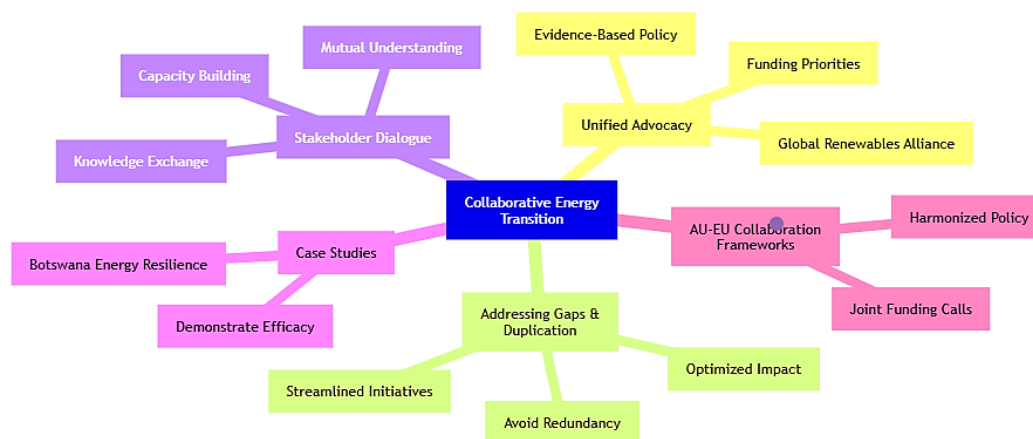 Evidence-Based Policy
Mutual Understanding
Funding Priorities
Capacity Building
Unified Advocacy
Stakeholder Dialogue
Global Renewables Alliance
Knowledge Exchange
Collaborative Energy
Transition
Harmonized Policy
AU-EU Collaboration
Frameworks
Case Studies
Botswana Energy Resilience
Joint Funding Calls
Addressing Gaps &
Duplication
Demonstrate Efficacy
Optimized Impact
Streamlined Initiatives
Avoid Redundancy